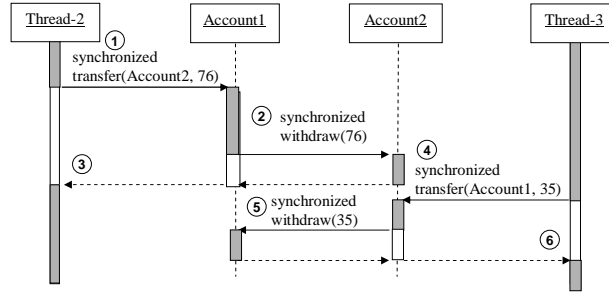 Thread-2
Account1
Account2
Thread-3
1
synchronized
transfer(Account2, 76)
2
synchronized
withdraw(76)
3
4
synchronized
transfer(Account1, 35)
5
synchronized
withdraw(35)
6